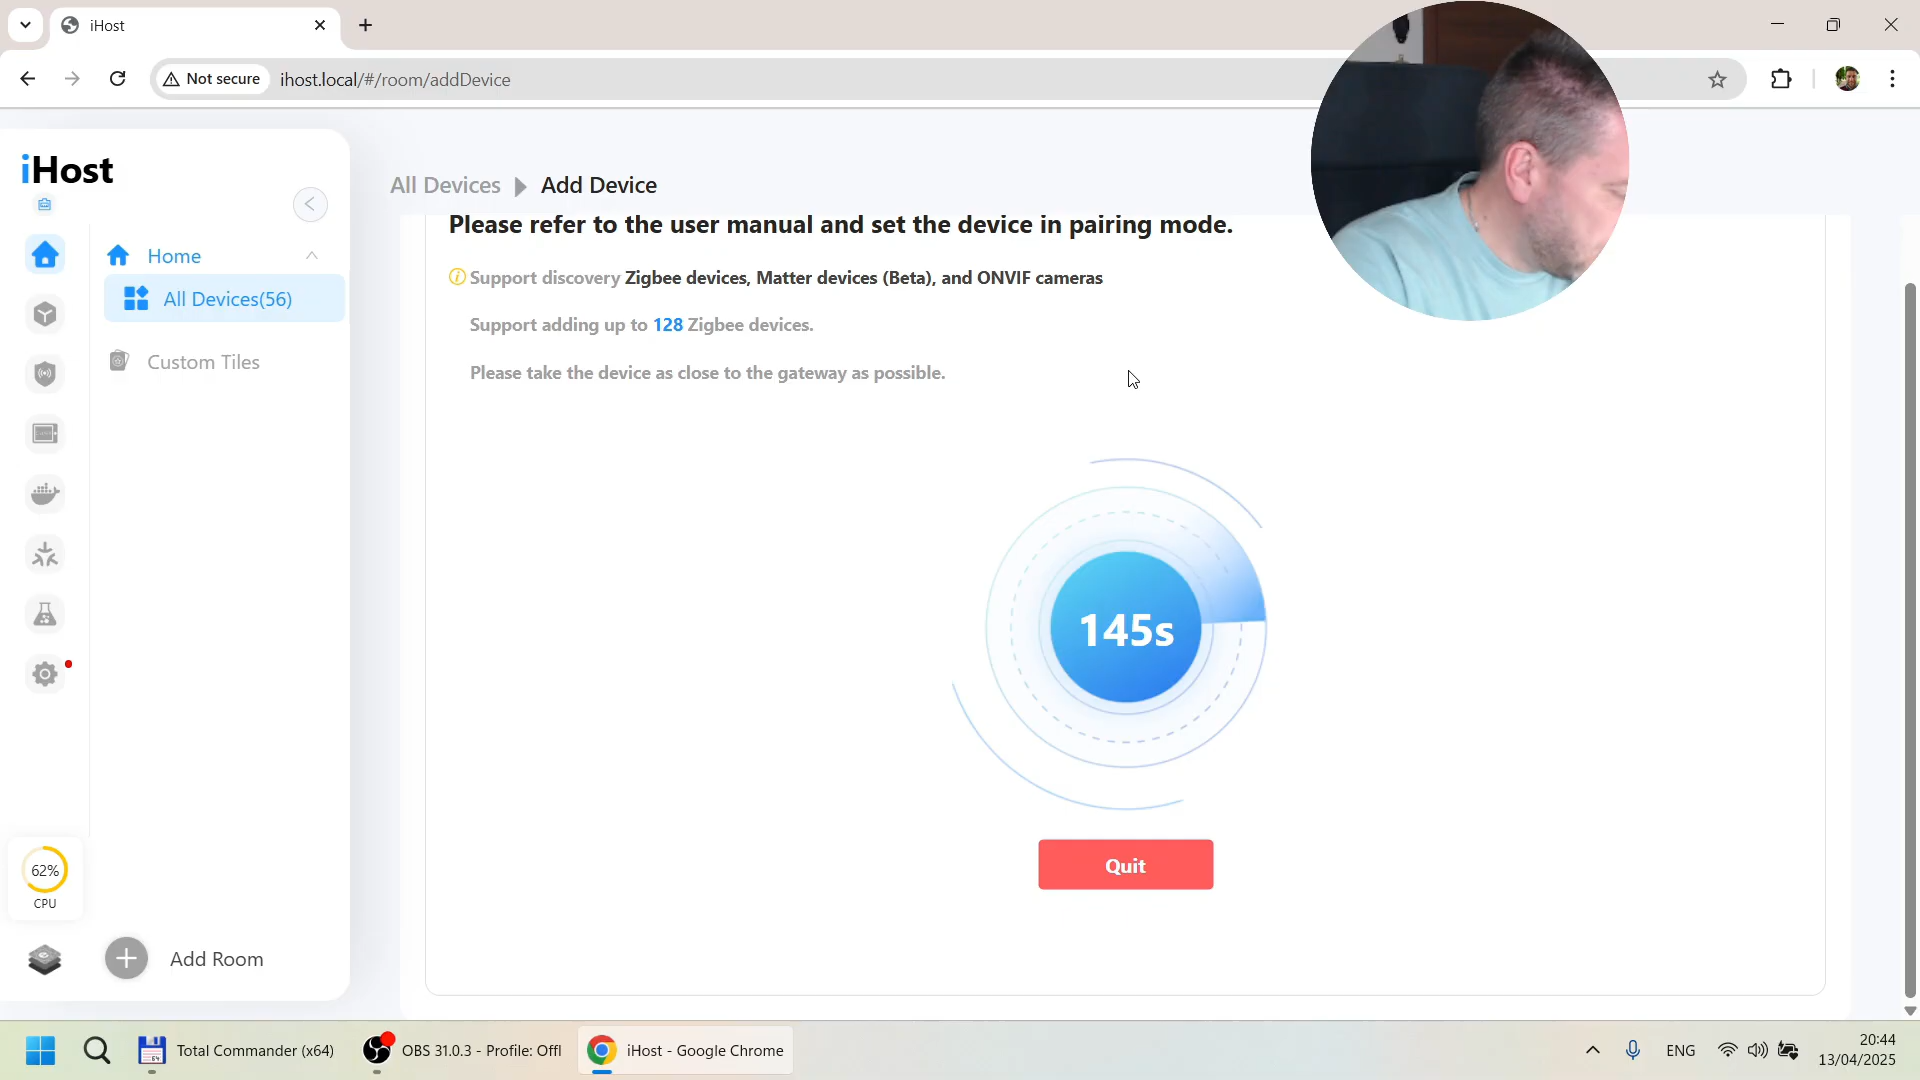 iHost
Not secure
ihost.local/#/room/addDevice
iHost
All Devices
Add Device
Home
All Devices(56)
Custom Tiles
Please refer to the user manual and set the device in pairing mode.
Support discovery Zigbee devices, Matter devices (Beta), and ONVIF cameras
Support adding up to 128 Zigbee devices.
Please take the device as close to the gateway as possible.
145s
Quit
62%
CPU
Add Room
Total Commander (x64)
OBS 31.0.3 - Profile: Offl
iHost - Google Chrome
ENG
20:44
13/04/2025